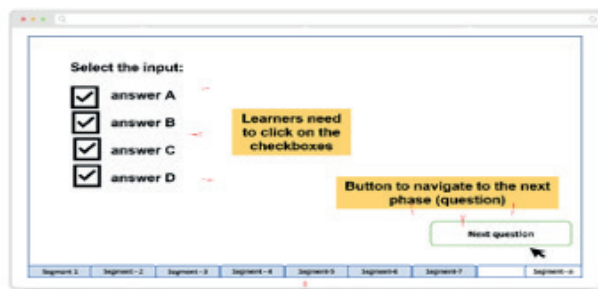 Select the input:
answer A
answer B
answer C
answer D
Learners need
to click on the
checkboxes
Button to navigate to the next
phase (question)
Next question
Segment 1 Segment - 2 Segment - 3 Segment - 4 Segment-5 Segment-6 Segment-7 Segment-n